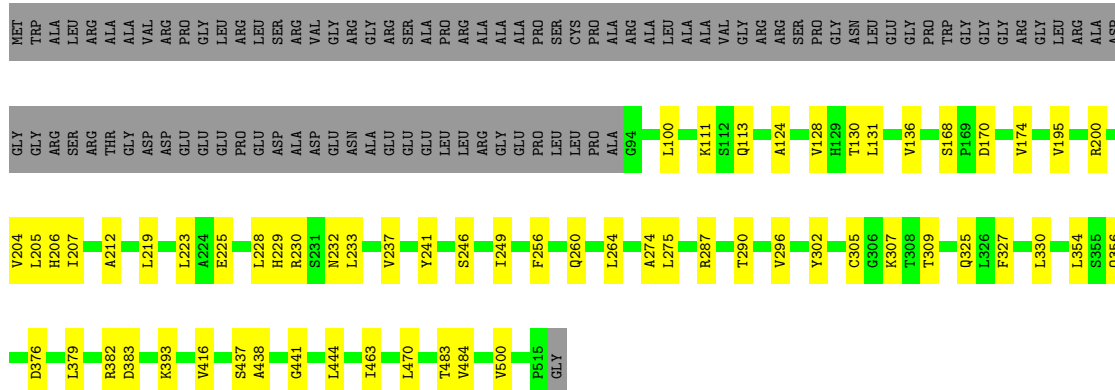 MET TRP ALA LEU ARG ALA ALA VAL ARG PRO GLY LEU ARG LEU SER ARG VAL GLY ARG GLY ARG SER ALA PRO ARG ALA ALA ALA PRO SER CYS PRO ALA ARG ALA LEU ALA ALA VAL GLY ARG ARG SER PRO GLY ASN LEU GLU GLY PRO TRP GLY GLY GLY ARG GLY LEU ARG ALA ASP
GLY GLY ARG SER ARG THR GLY ASP ASP GLU GLU GLU PRO GLU ASP ALA ASP GLU ASN ALA GLU GLU GLU LEU LEU ARG GLY GLU PRO LEU LEU PRO ALA G94 L100 K111 S112 Q113 A124 V128 H129 T130 L131 V136 S168 P169 D170 V174 V195 R200
V204 L205 H206 I207 A212 L219 L223 A224 E225 L228 H229 R230 S231 N232 L233 V237 Y241 S246 I249 F256 Q260 L264 A274 L275 R287 T290 V296 Y302 C305 G306 K307 T308 T309 Q325 L326 F327 L330 L354 S355 Q356
D376 L379 R382 D383 K393 V416 S437 A438 G441 L444 I463 L470 T483 V484 V500 P515 GLY